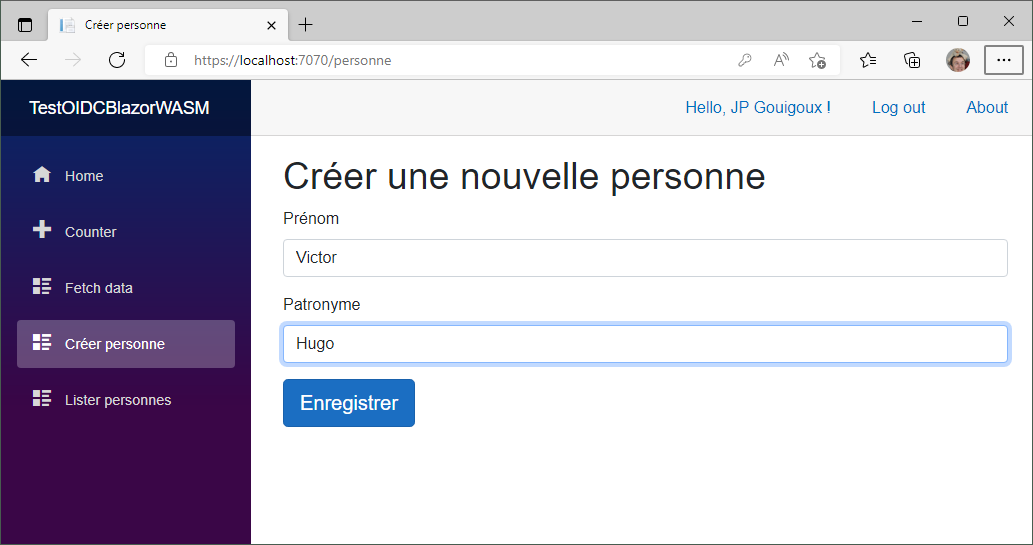 Créer personne
https://localhost:7070/personne
TestOIDCBlazorWASM
Hello, JP Gouigoux !
Log out
About
Home
Counter
Fetch data
Créer personne
Lister personnes
Créer une nouvelle personne
Prénom
Victor
Patronyme
Hugo
Enregistrer